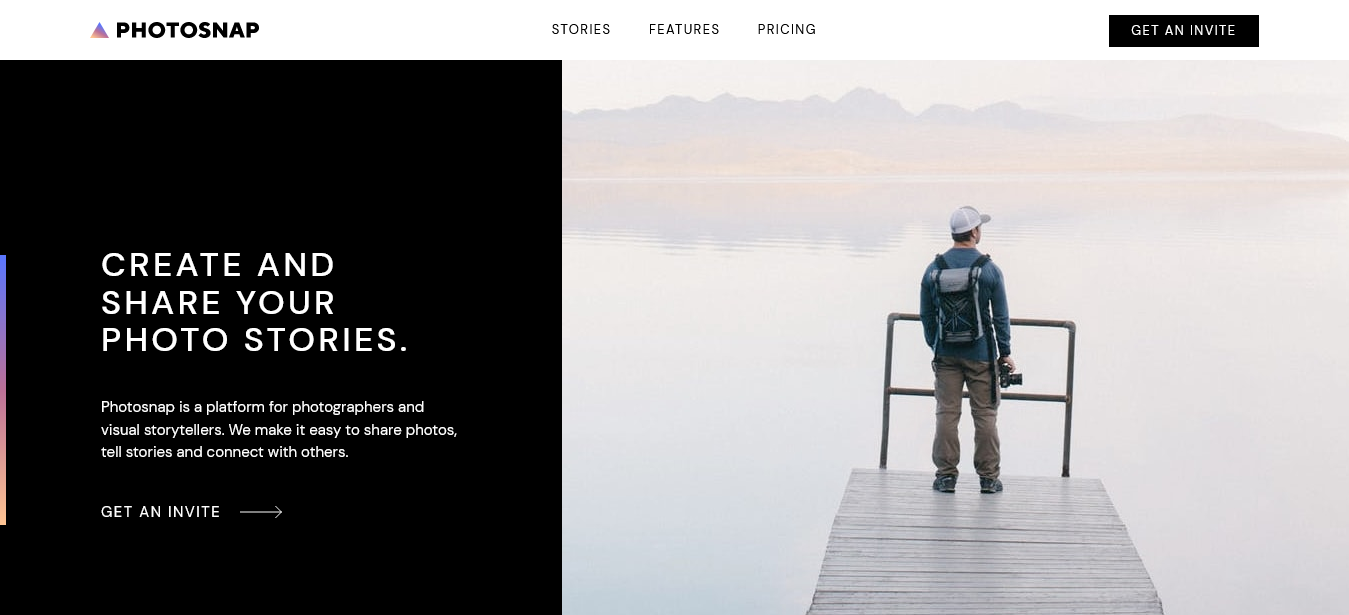 PHOTOSNAP
STORIES FEATURES PRICING
GET AN INVITE
CREATE AND
SHARE YOUR
PHOTO STORIES.
Photosnap is a platform for photographers and
visual storytellers. We make it easy to share photos,
tell stories and connect with others.
GET AN INVITE